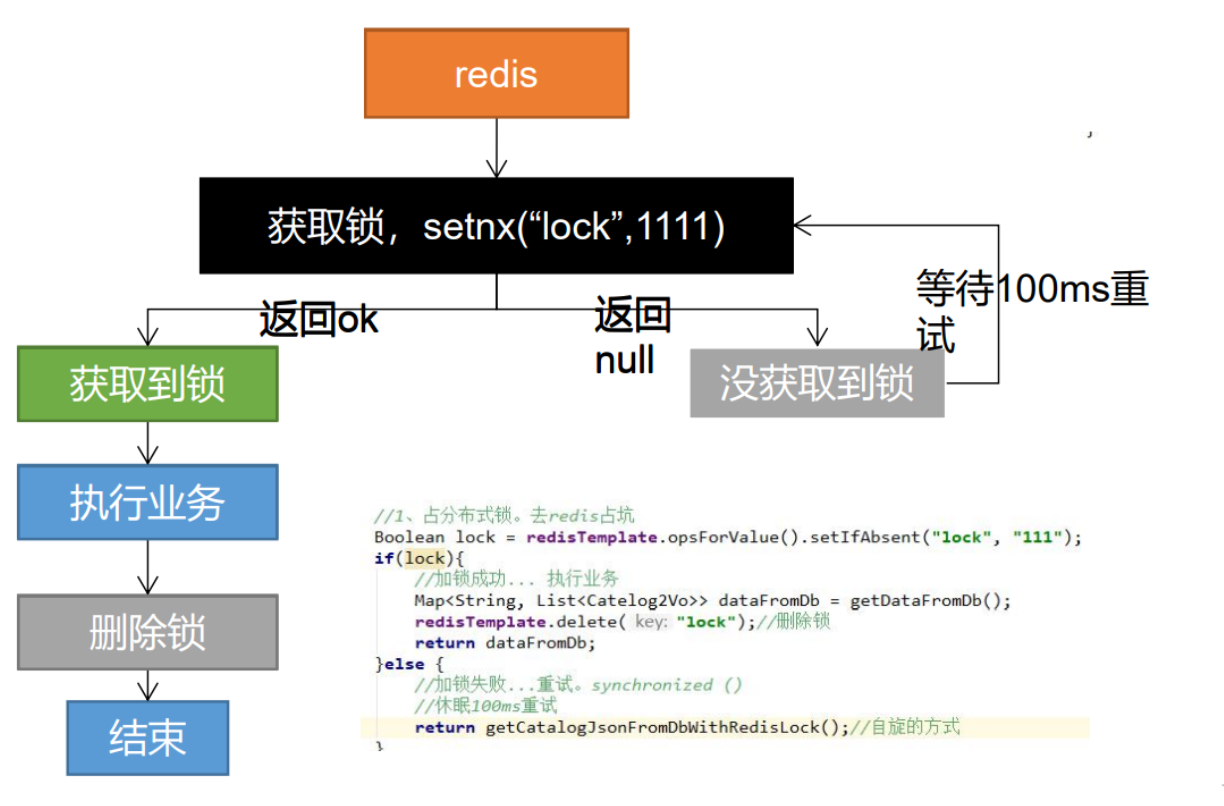 redis
获取锁，setnx(“lock”,1111)
返回ok
返回
null
等待100ms重
试
获取到锁
没获取到锁
执行业务
删除锁
结束
//1、占分布式锁。去redis占坑
Boolean lock = redisTemplate.opsForValue().setIfAbsent("lock", "111");
if(lock){
//加锁成功... 执行业务
Map<String, List<Catelog2Vo>> dataFromDb = getDataFromDb();
redisTemplate.delete( key: "lock");//删除锁
return dataFromDb;
}else {
//加锁失败...重试。synchronized ()
//休眠100ms重试
return getCatalogJsonFromDbWithRedisLock();//自旋的方式
}